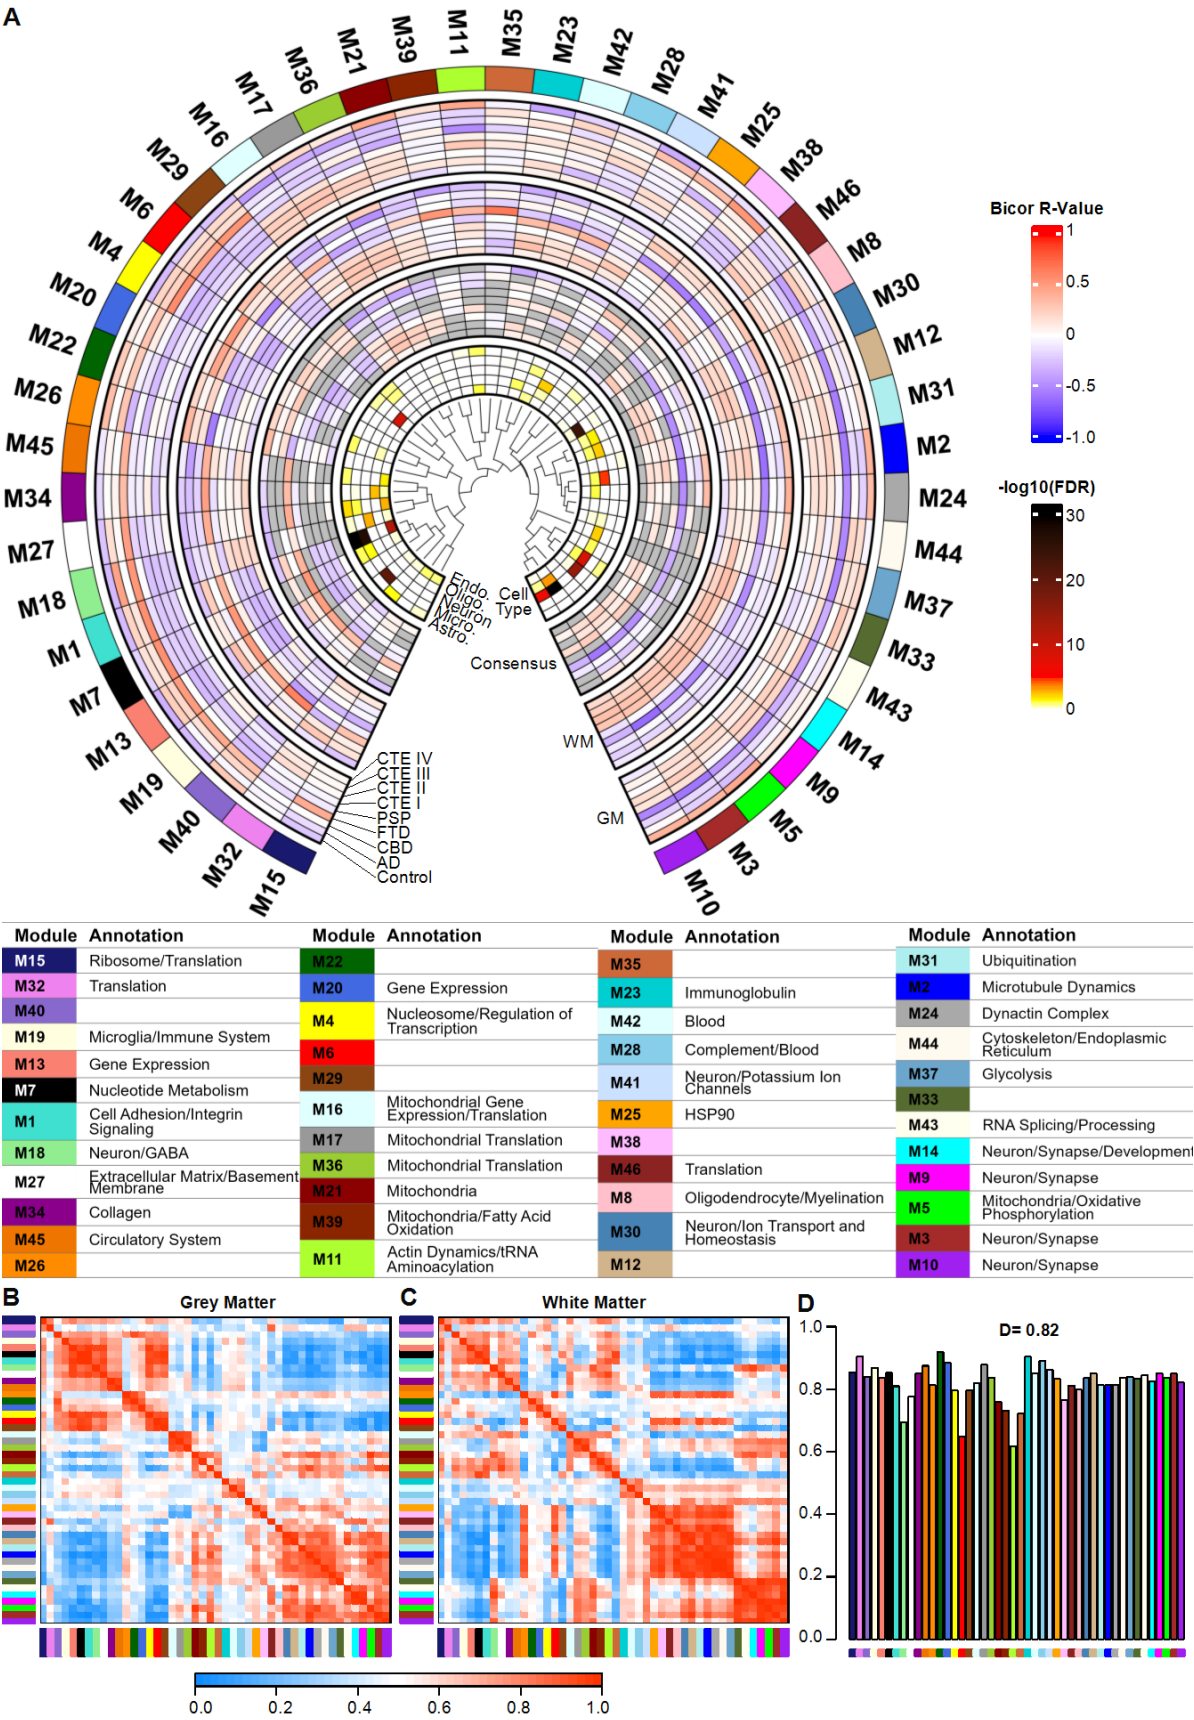 A
M15
M32
M40
M19
M13
M7
M1
M18
M27
M34
M45
M26
M22
M20
M4
M6
M29
M16
M17
M36
M21
M39
M11
M35
M23
M42
M28
M41
M25
M38
M46
M8
M30
M12
M31
M2
M24
M44
M37
M33
M43
M14
M9
M5
M3
M10
Bicor R-Value
1
0.5
0
-0.5
-1.0
-log10(FDR)
30
20
10
0
Endo.
Oligo.
Neuron
Micro.
Astro.
Cell
Type
Consensus
WM
GM
CTE IV
CTE III
CTE II
CTE I
PSP
FTD
CBD
AD
Control
Module Annotation
M15 Ribosome/Translation
M32 Translation
M40
M19 Microglia/Immune System
M13 Gene Expression
M7 Nucleotide Metabolism
M1 Cell Adhesion/Integrin
Signaling
M18 Neuron/GABA
M27 Extracellular Matrix/Basement
Membrane
M34 Collagen
M45 Circulatory System
M26
Module Annotation
M22
M20 Gene Expression
M4 Nucleosome/Regulation of
Transcription
M6
M29
M16 Mitochondrial Gene
Expression/Translation
M17 Mitochondrial Translation
M36 Mitochondrial Translation
M21 Mitochondria
M39 Mitochondria/Fatty Acid
Oxidation
M11 Actin Dynamics/tRNA
Aminoacylation
Module Annotation
M35
M23 Immunoglobulin
M42 Blood
M28 Complement/Blood
M41 Neuron/Potassium Ion
Channels
M25 HSP90
M38
M46 Translation
M8 Oligodendrocyte/Myelination
M30 Neuron/Ion Transport and
Homeostasis
M12
Module Annotation
M31 Ubiquitination
M2 Microtubule Dynamics
M24 Dynactin Complex
M44 Cytoskeleton/Endoplasmic
Reticulum
M37 Glycolysis
M33
M43 RNA Splicing/Processing
M14 Neuron/Synapse/Development
M9 Neuron/Synapse
M5 Mitochondria/Oxidative
Phosphorylation
M3 Neuron/Synapse
M10 Neuron/Synapse
B
Grey Matter
C
White Matter
D
D= 0.82
1.0
0.8
0.6
0.4
0.2
0.0
0.0 0.2 0.4 0.6 0.8 1.0